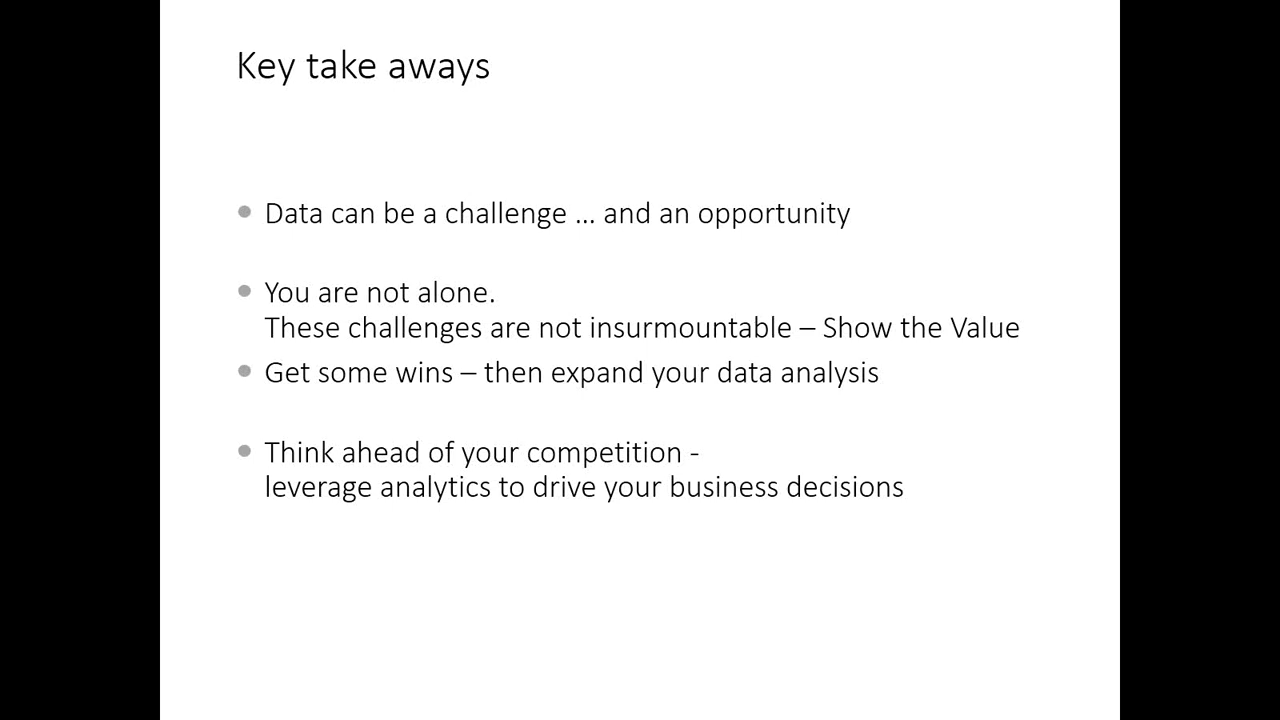 Key take aways
Data can be a challenge ... and an opportunity
You are not alone.
These challenges are not insurmountable – Show the Value
Get some wins – then expand your data analysis
Think ahead of your competition -
leverage analytics to drive your business decisions